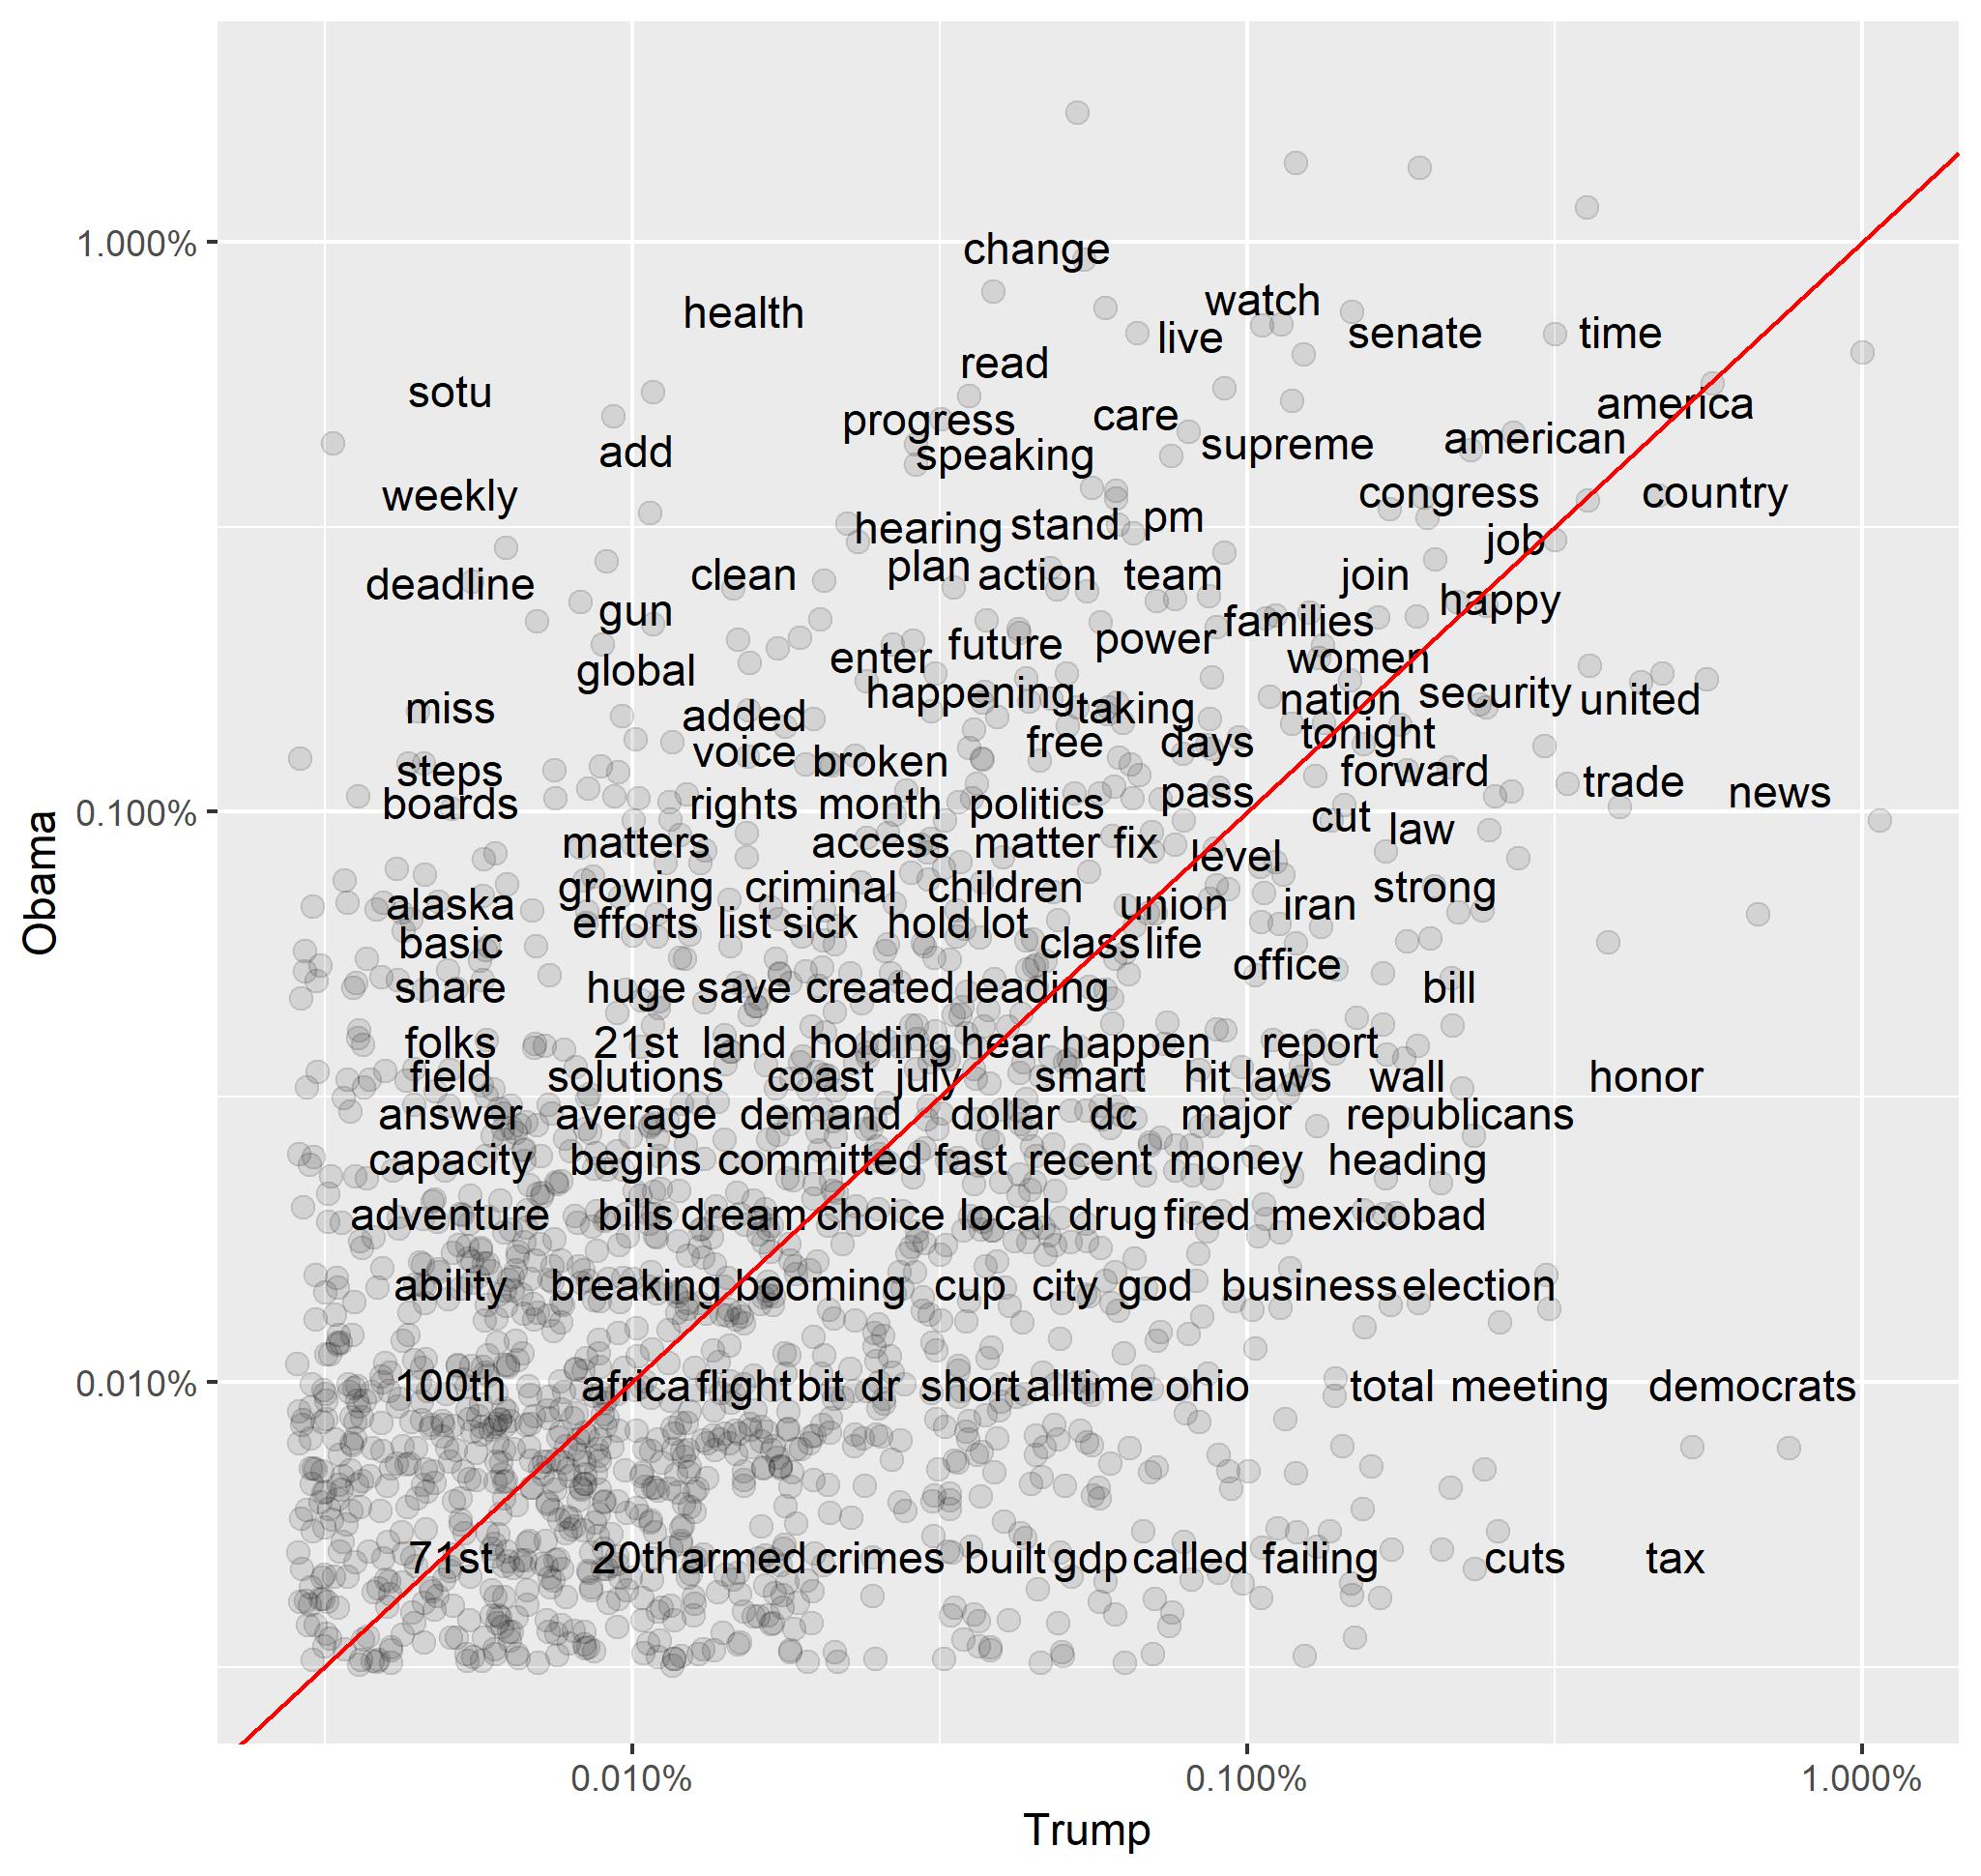 1.000%
change
health
watch
live
senate
time
read
sotu
america
progress
care
add
speaking
supreme
american
weekly
congress
country
hearing
stand
pm
job
deadline
clean
plan
action
team
join
gun
happy
families
enter
future
power
women
global
happening
nation
security
united
miss
added
taking
voice
broken
free
days
tonight
steps
forward
trade
news
0.100%
boards
rights
month
politics
pass
cut
law
matters
access
matter
fix
level
growing
criminal
children
strong
alaska
efforts
list
sick
hold
lot
union
iran
basic
class
life
office
share
huge
save
created
leading
bill
folks
21st
land
holding
hear
happen
report
field
solutions
coast
july
smart
hit
laws
wall
honor
answer
average
demand
dollar
dc
major
republicans
capacity
begins
committed
fast
recent
money
heading
adventure
bills
dream
choice
local
drug
fired
mexico
bad
ability
breaking
booming
cup
city
god
business
election
0.010%
100th
africa
flight
bit
dr
short
alltime
ohio
total
meeting
democrats
71st
20th
armed
crimes
built
gdp
called
failing
cuts
tax
Obama
0.010%
0.100%
1.000%
Trump